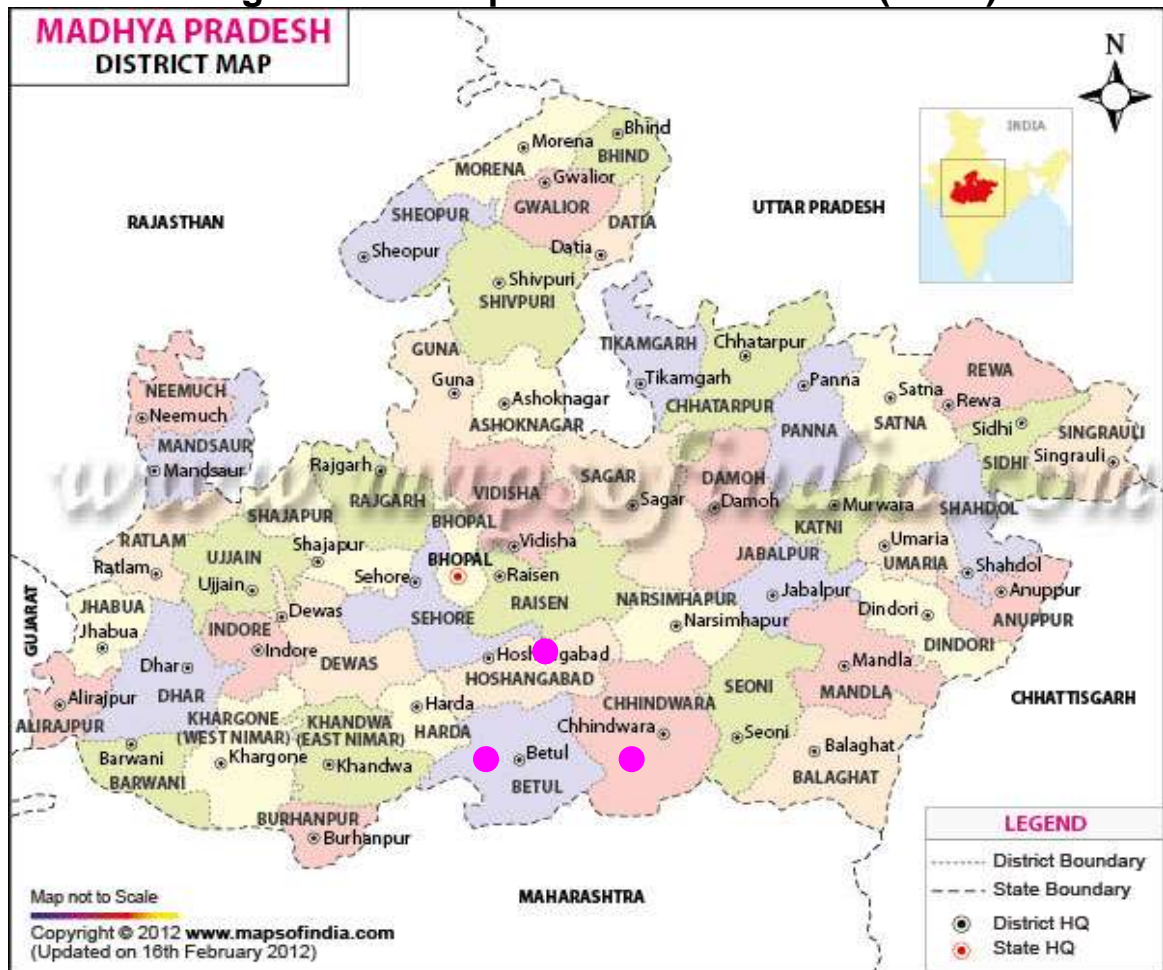 MADHYA PRADESH
DISTRICT MAP
N
INDIA
RAJASTHAN
UTTAR PRADESH
Morena
Bhind
MORENA
BHIND
Gwalior
SHEOPUR
GWALIOR
DATIA
Sheopur
Datia
Shivpuri
SHIVPURI
GUNA
TIKAMGARH
Chhatarpur
Guna
Tikamgarh
Panna
REWA
NEEMUCH
Ashoknagar
CHHATARPUR
Satna
Rewa
Neemuch
ASHOKNAGAR
PANNA
SATNA
Sidhi
SINGRAULI
MANDSAUR
Mandsaur
Rajgarh
SAGAR
DAMOH
SIDHI
Singrauli
www.mapsofindia.com
RAJGARH
VIDISHA
Sagar
Damoh
Murwara
SHAHDOL
SHAJAPUR
BHOPAL
KATNI
RATLAM
UJJAIN
Shajapur
Vidisha
JABALPUR
Umaria
UMARIA
Ratlam
Ujjain
Sehore
BHOPAL
Raisen
Shahdol
GUJARAT
JHABUA
Dewas
SEHORE
RAISEN
NARSIMHAPUR
Jabalpur
Dindori
Anuppur
Jhabua
INDORE
Narsimhapur
ANUPPUR
Dhar
Indore
DEWAS
Hoshangabad
DINDORI
Alirajpur
DHAR
HOSHANGABAD
SEONI
Mandla
MANDLA
CHHATTISGARH
ALIRAJPUR
KHARGONE
(WEST NIMAR)
KHANDWA
(EAST NIMAR)
Harda
HARDA
CHHINDWARA
Chhindwara
Barwani
Khargone
Khandwa
Betul
Seoni
Balaghat
BARWANI
BETUL
BALAGHAT
BURHANPUR
Burhanpur
MAHARASHTRA
LEGEND
District Boundary
State Boundary
District HQ
State HQ
Map not to Scale
Copyright © 2012 www.mapsofindia.com
(Updated on 16th February 2012)